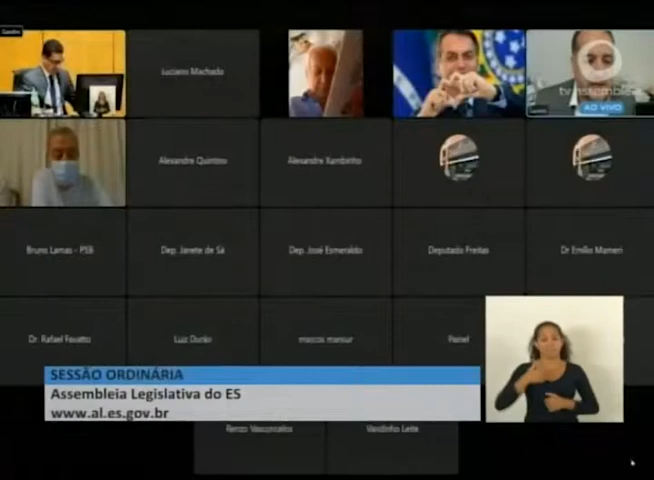 Luciano Machado
tv assemble
AO VIVO
Alexandre Quintino
Alexandre Xambinho
Bruno Lamas - PSB
Dep. Janete de Sá
Dep. José Esmeraldo
Deputado Freitas
Dr Emilio Mameri
Dr. Rafael Favatto
Luiz Durão
marcos mansur
Painel
SESSÃO ORDINÁRIA
Assembleia Legislativa do ES
www.al.es.gov.br
Renzo Vasconcelos
Vandinho Leite